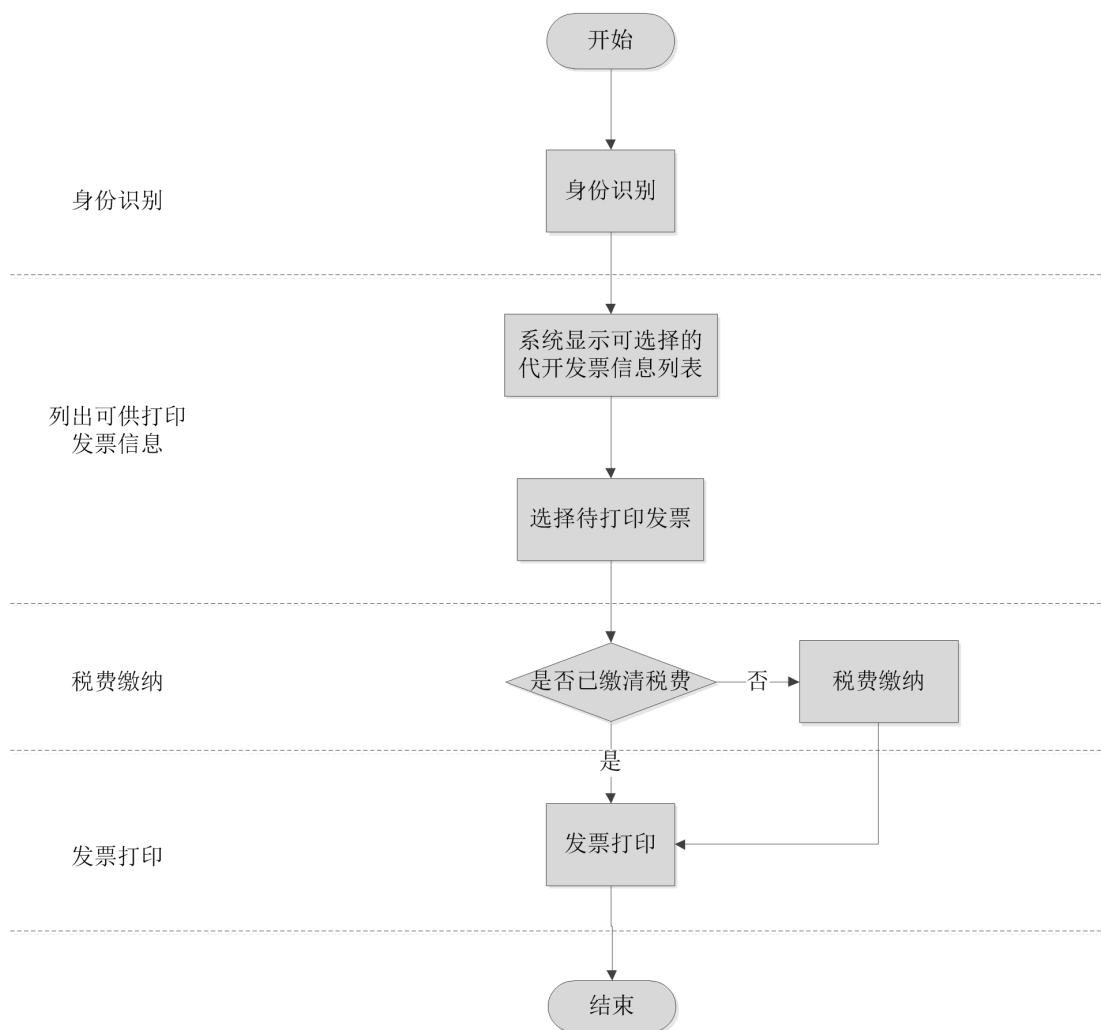 开始
身份识别
身份识别
系统显示可选择的
代开发票信息列表
列出可供打印
发票信息
选择待打印发票
税费缴纳
是否已缴清税费
否
税费缴纳
是
发票打印
发票打印
结束